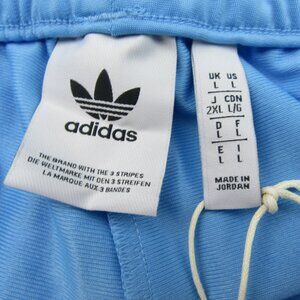 adidas
THE BRAND WITH THE 3 STRIPES
DIE WELTMARKE MIT DEN 3 STREIFEN
LA MARQUE AUX 3 BANDES
UK US
L L
J CDN
2XL L/G
D F
L L
E I
L L
MADE IN
JORDAN